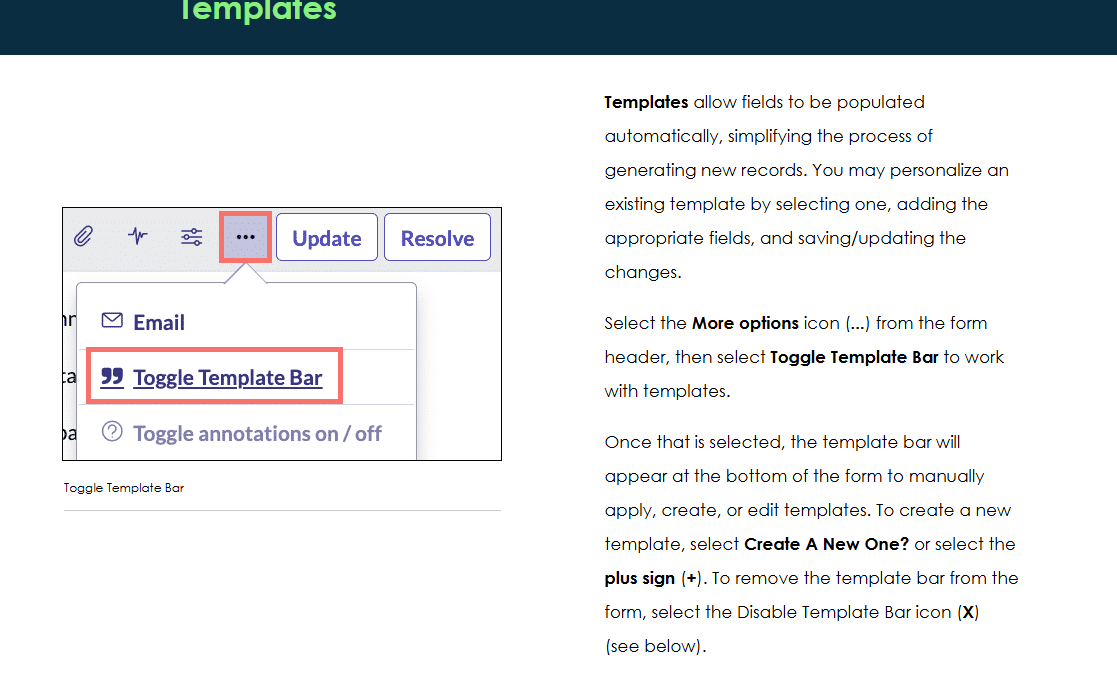 Templates
Update
Resolve
Email
Toggle Template Bar
Toggle annotations on / off
Toggle Template Bar
Templates allow fields to be populated
automatically, simplifying the process of
generating new records. You may personalize an
existing template by selecting one, adding the
appropriate fields, and saving/updating the
changes.
Select the More options icon (...) from the form
header, then select Toggle Template Bar to work
with templates.
Once that is selected, the template bar will
appear at the bottom of the form to manually
apply, create, or edit templates. To create a new
template, select Create A New One? or select the
plus sign (+). To remove the template bar from the
form, select the Disable Template Bar icon (X)
(see below).